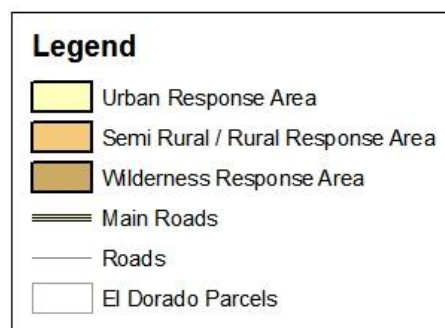 Legend
Urban Response Area
Semi Rural / Rural Response Area
Wilderness Response Area
Main Roads
Roads
El Dorado Parcels